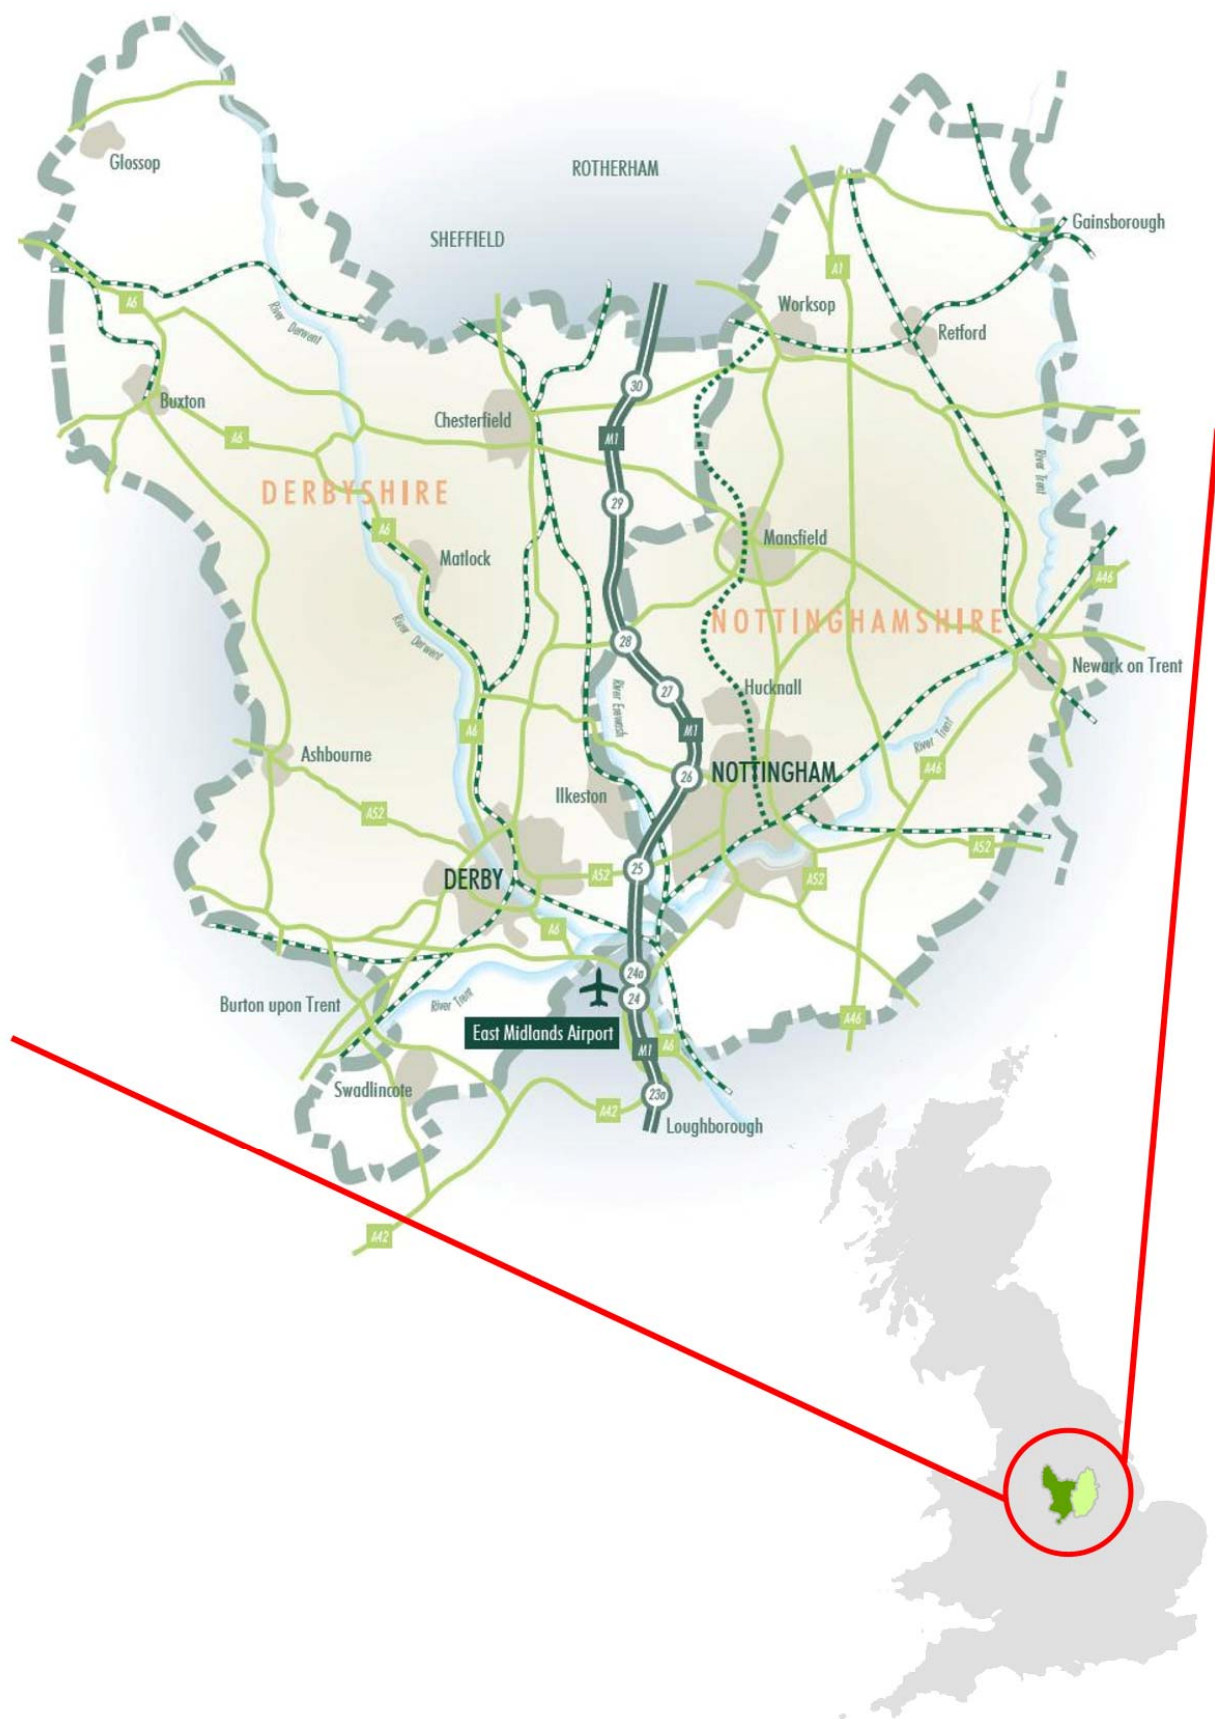 Glossop
ROTHERHAM
SHEFFIELD
Gainsborough
A1
A6
River Derwent
Worksop
Retford
30
Buxton
Chesterfield
A6
M1
River Trent
DERBYSHIRE
29
A6
Mansfield
Matlock
A46
NOTTINGHAMSHIRE
River Derwent
28
Newark on Trent
27
Hucknall
River Erewash
A6
M1
River Trent
Ashbourne
26
NOTTINGHAM
A46
Ilkeston
A52
A52
25
A52
DERBY
A52
A6
24a
24
Burton upon Trent
River Trent
A46
East Midlands Airport
M1
A6
Swadlincote
23a
A42
Loughborough
A42